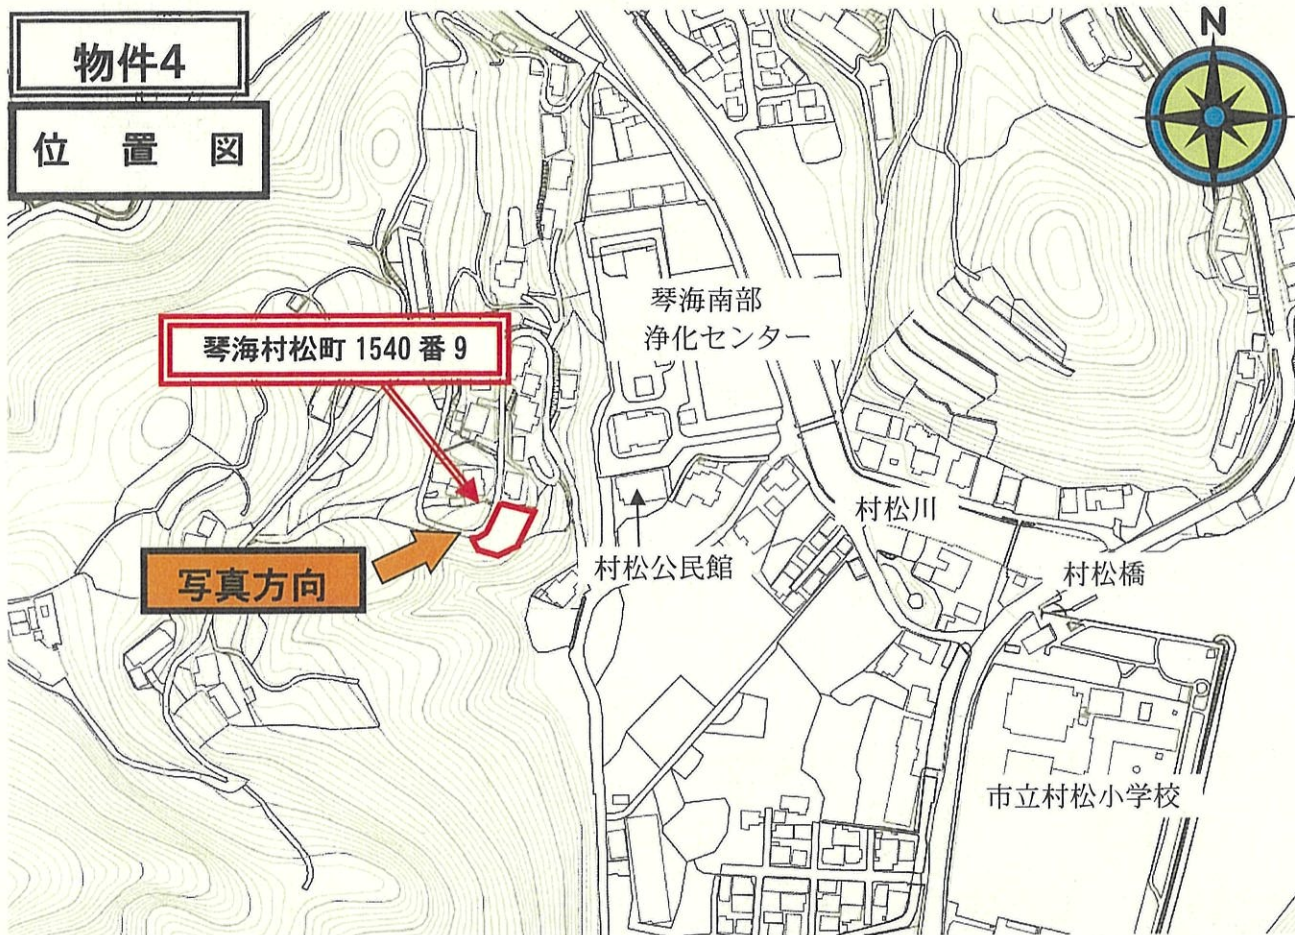 物件4
位置図
N
琴海南部
浄化センター
琴海村松町 1540 番 9
村松川
写真方向
村松公民館
村松橋
市立村松小学校